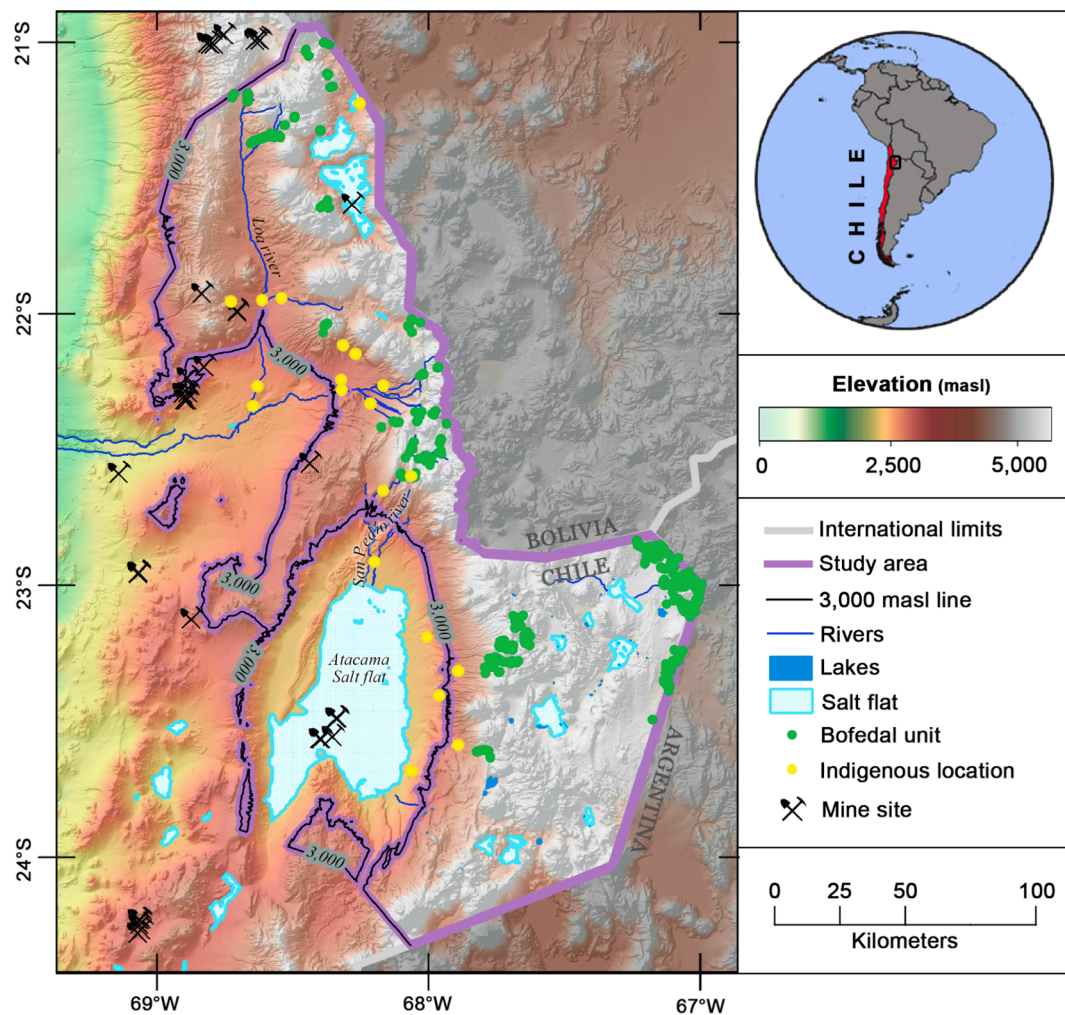 21°S
22°S
23°S
24°S
69°W
68°W
67°W
3,000
Loa river
3,000
San Pedro river
BOLIVIA
CHILE
3,000
3,000
3,000
Atacama
Salt flat
ARGENTINA
3,000
CHILE
Elevation (masl)
0
2,500
5,000
International limits
Study area
3,000 masl line
Rivers
Lakes
Salt flat
Bofedal unit
Indigenous location
Mine site
0
25
50
100
Kilometers